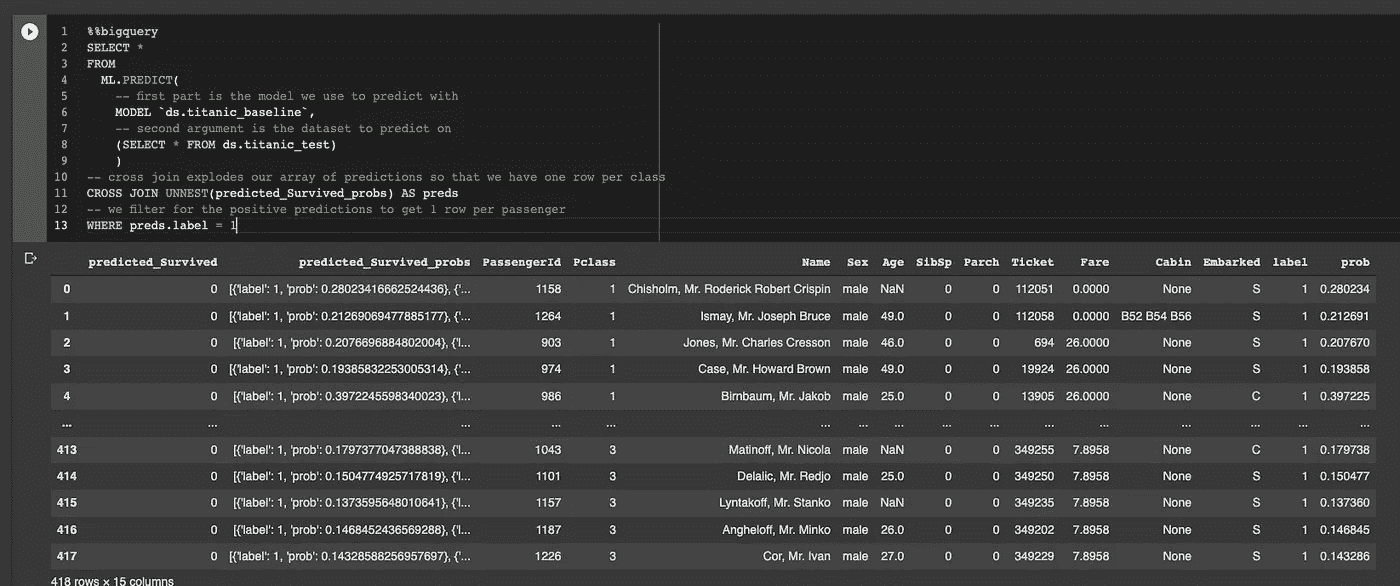 1 %%bigquery
2 SELECT *
3 FROM
4 ML.PREDICT(
5 -- first part is the model we use to predict with
6 MODEL `ds.titanic_baseline`,
7 -- second argument is the dataset to predict on
8 (SELECT * FROM ds.titanic_test)
9 )
10 -- cross join explodes our array of predictions so that we have one row per class
11 CROSS JOIN UNNEST(predicted_Survived_probs) AS preds
12 -- we filter for the positive predictions to get 1 row per passenger
13 WHERE preds.label = 1
predicted_Survived predicted_Survived_probs PassengerId Pclass Name Sex Age SibSp Parch Ticket Fare Cabin Embarked label prob
0 0 [{'label': 1, 'prob': 0.28023416662524436}, {'... 1158 1 Chisholm, Mr. Roderick Robert Crispin male NaN 0 0 112051 0.0000 None S 1 0.280234
1 0 [{'label': 1, 'prob': 0.21269069477885177}, {'... 1264 1 Ismay, Mr. Joseph Bruce male 49.0 0 0 112058 0.0000 B52 B54 B56 S 1 0.212691
2 0 [{'label': 1, 'prob': 0.2076696884802004}, {'l... 903 1 Jones, Mr. Charles Cresson male 46.0 0 0 694 26.0000 None S 1 0.207670
3 0 [{'label': 1, 'prob': 0.19385832253005314}, {'... 974 1 Case, Mr. Howard Brown male 49.0 0 0 19924 26.0000 None S 1 0.193858
4 0 [{'label': 1, 'prob': 0.3972245598340023}, {'l... 986 1 Birnbaum, Mr. Jakob male 25.0 0 0 13905 26.0000 None C 1 0.397225
... ... ... ... ... ... ... ... ... ... ... ... ... ... ... ...
413 0 [{'label': 1, 'prob': 0.1797377047388838}, {'l... 1043 3 Matinoff, Mr. Nicola male NaN 0 0 349255 7.8958 None C 1 0.179738
414 0 [{'label': 1, 'prob': 0.1504774925717819}, {'l... 1101 3 Delalic, Mr. Redjo male 25.0 0 0 349250 7.8958 None S 1 0.150477
415 0 [{'label': 1, 'prob': 0.1373595648010641}, {'l... 1157 3 Lyntakoff, Mr. Stanko male NaN 0 0 349235 7.8958 None S 1 0.137360
416 0 [{'label': 1, 'prob': 0.1468452436569288}, {'l... 1187 3 Angheloff, Mr. Minko male 26.0 0 0 349202 7.8958 None S 1 0.146845
417 0 [{'label': 1, 'prob': 0.14328588256957697}, {'... 1226 3 Cor, Mr. Ivan male 27.0 0 0 349229 7.8958 None S 1 0.143286
418 rows × 15 columns